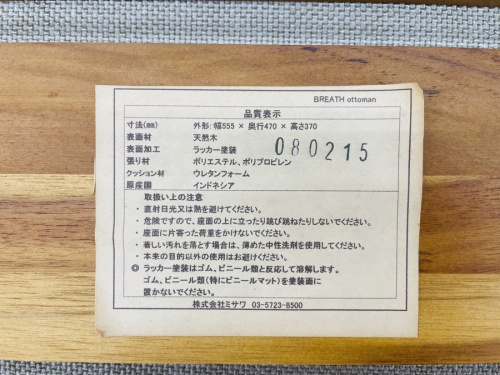 BREATH ottoman
品質表示
寸法(mm) 外形:幅555 × 奥行470 × 高さ370
表面材 天然木
表面加工 ラッカー塗装
080215
張り材 ポリエステル、ポリプロピレン
クッション材 ウレタンフォーム
原産国 インドネシア
取扱い上の注意
・ 直射日光又は熱を避けてください。
・ 危険ですので、座面の上に立ったり跳び跳ねたりしないでください。
・ 座面に片寄った荷重をかけないでください。
・ 著しい汚れを落とす場合は、薄めた中性洗剤を使用してください。
・ 本来の目的以外の使用はお避けください。
◎ ラッカー塗装はゴム、ビニール類と反応して溶解します。
ゴム、ビニール類(特にビニールマット)を塗装面に
置かないでください。
株式会社ミサワ 03-5723-8500